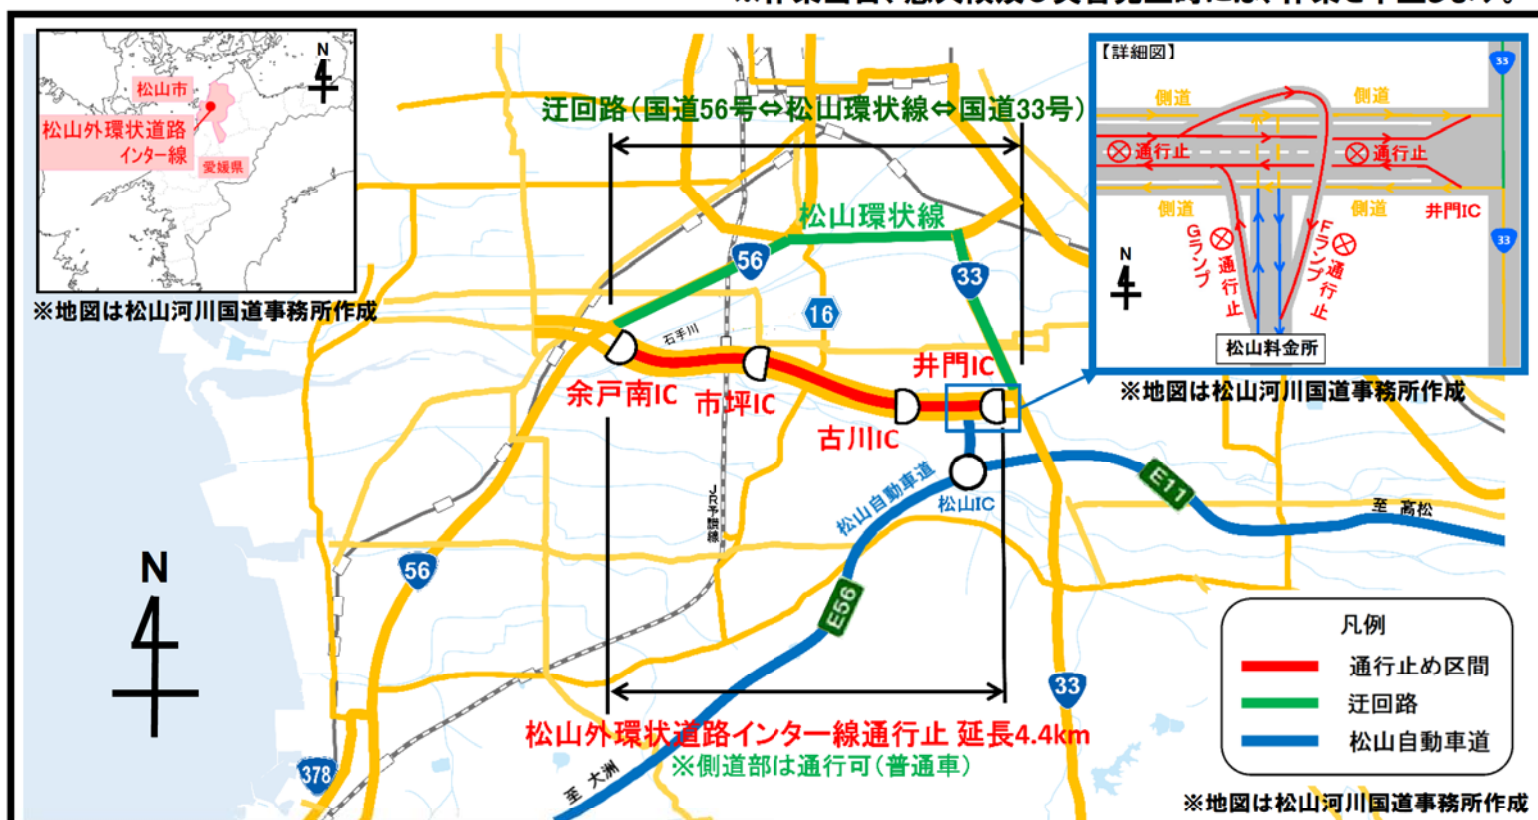 N
松山市
松山外環状道路
インター線
愛媛県
※地図は松山河川国道事務所作成
迂回路(国道56号⇔松山環状線⇔国道33号)
松山環状線
56
33
16
石手川
余戸南IC
市坪IC
古川IC
井門IC
松山IC
松山自動車道
JR予讃線
E11
至 高松
E56
56
33
378
至 大洲
松山外環状道路インター線通行止 延長4.4km
※側道部は通行可(普通車)
N
【詳細図】
33
側道
側道
通行止
通行止
側道
側道
井門IC
33
Gランプ
通行止
Fランプ
通行止
N
松山料金所
※地図は松山河川国道事務所作成
凡例
通行止め区間
迂回路
松山自動車道
※地図は松山河川国道事務所作成